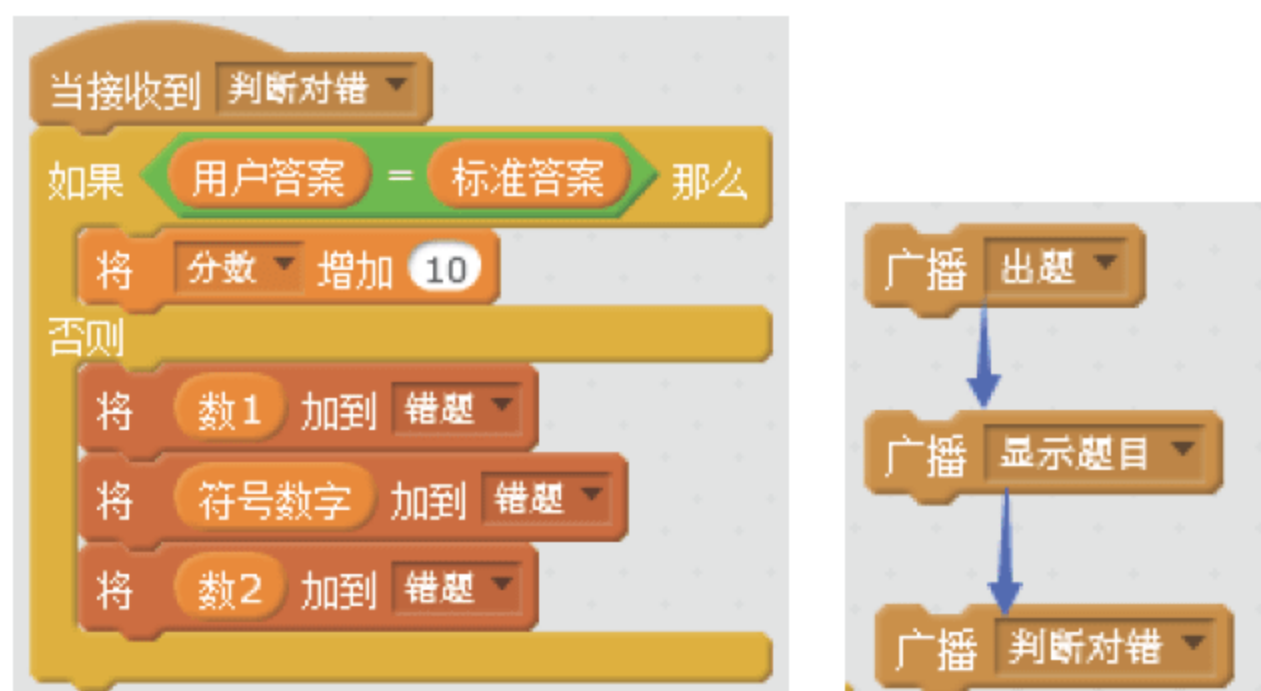 当接收到 判断对错
如果 用户答案 = 标准答案 那么
将 分数 增加 10
否则
将 数1 加到 错题
将 符号数字 加到 错题
将 数2 加到 错题
广播 出题
广播 显示题目
广播 判断对错